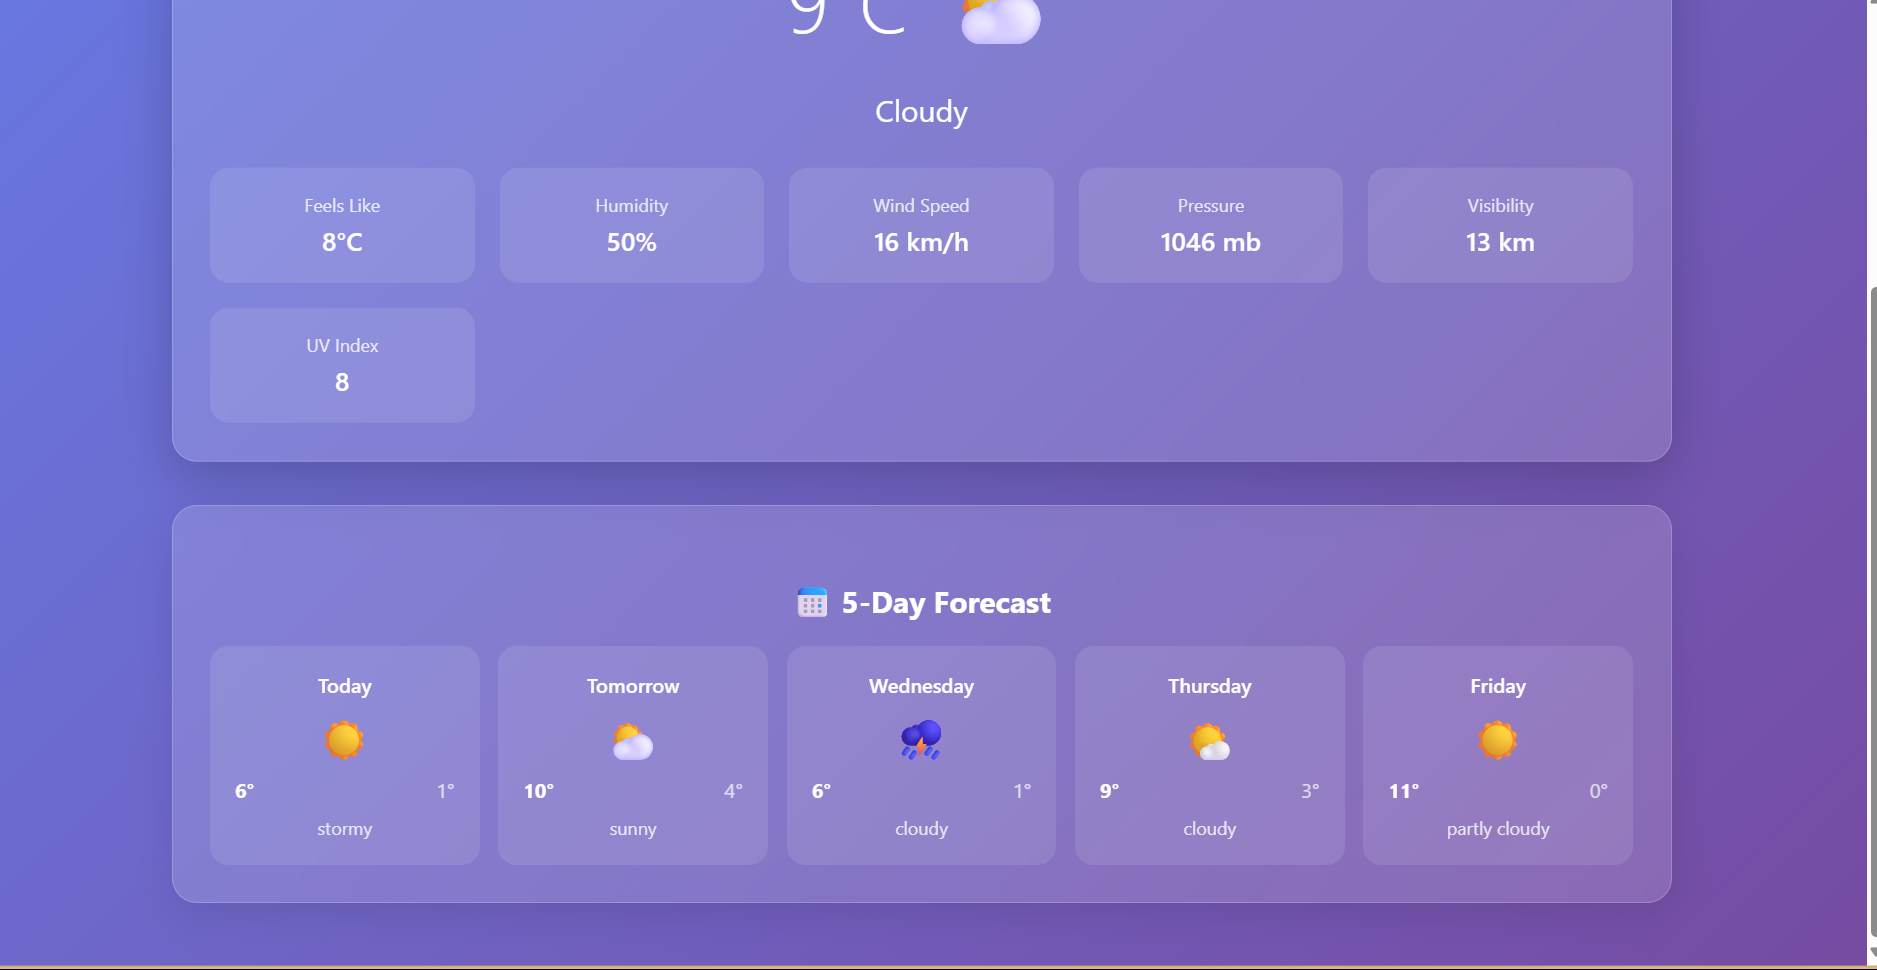 9°C
Cloudy
Feels Like
8°C
Humidity
50%
Wind Speed
16 km/h
Pressure
1046 mb
Visibility
13 km
UV Index
8
5-Day Forecast
Today
6° 1°
stormy
Tomorrow
10° 4°
sunny
Wednesday
6° 1°
cloudy
Thursday
9° 3°
cloudy
Friday
11° 0°
partly cloudy